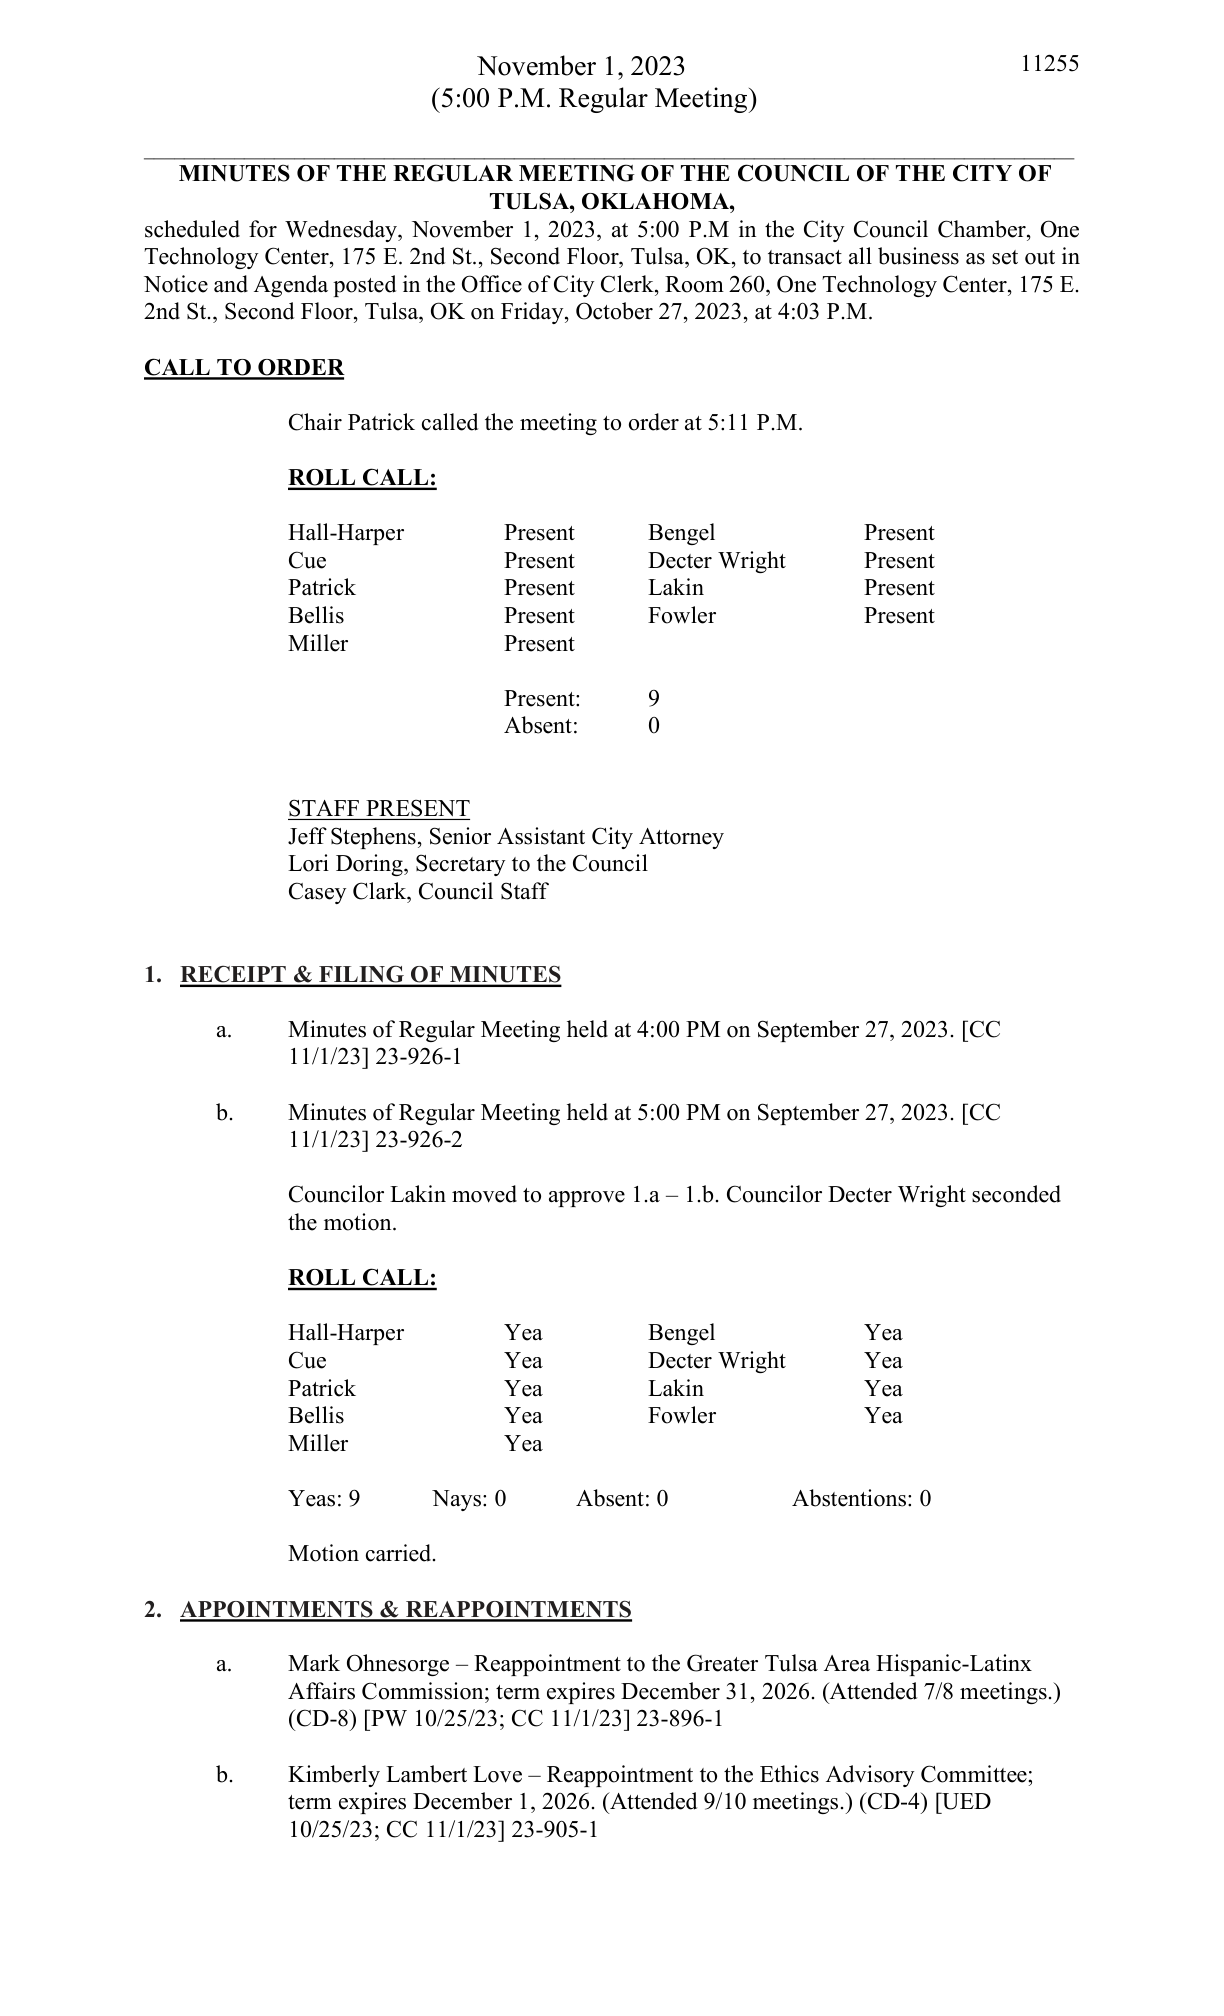 November 1, 2023 11255
(5:00 P.M. Regular Meeting)
MINUTES OF THE REGULAR MEETING OF THE COUNCIL OF THE CITY OF
TULSA, OKLAHOMA,
scheduled for Wednesday, November 1, 2023, at 5:00 P.M in the City Council Chamber, One
Technology Center, 175 E. 2nd St., Second Floor, Tulsa, OK, to transact all business as set out in
Notice and Agenda posted in the Office of City Clerk, Room 260, One Technology Center, 175 E.
2nd St., Second Floor, Tulsa, OK on Friday, October 27, 2023, at 4:03 P.M.
CALL TO ORDER
Chair Patrick called the meeting to order at 5:11 P.M.
ROLL CALL:
Hall-Harper Present Bengel Present
Cue Present Decter Wright Present
Patrick Present Lakin Present
Bellis Present Fowler Present
Miller Present
Present: 9
Absent: 0
STAFF PRESENT
Jeff Stephens, Senior Assistant City Attorney
Lori Doring, Secretary to the Council
Casey Clark, Council Staff
1. RECEIPT & FILING OF MINUTES
a. Minutes of Regular Meeting held at 4:00 PM on September 27, 2023. [CC
11/1/23] 23-926-1
b. Minutes of Regular Meeting held at 5:00 PM on September 27, 2023. [CC
11/1/23] 23-926-2
Councilor Lakin moved to approve 1.a – 1.b. Councilor Decter Wright seconded
the motion.
ROLL CALL:
Hall-Harper Yea Bengel Yea
Cue Yea Decter Wright Yea
Patrick Yea Lakin Yea
Bellis Yea Fowler Yea
Miller Yea
Yeas: 9 Nays: 0 Absent: 0 Abstentions: 0
Motion carried.
2. APPOINTMENTS & REAPPOINTMENTS
a. Mark Ohnesorge – Reappointment to the Greater Tulsa Area Hispanic-Latinx
Affairs Commission; term expires December 31, 2026. (Attended 7/8 meetings.)
(CD-8) [PW 10/25/23; CC 11/1/23] 23-896-1
b. Kimberly Lambert Love – Reappointment to the Ethics Advisory Committee;
term expires December 1, 2026. (Attended 9/10 meetings.) (CD-4) [UED
10/25/23; CC 11/1/23] 23-905-1